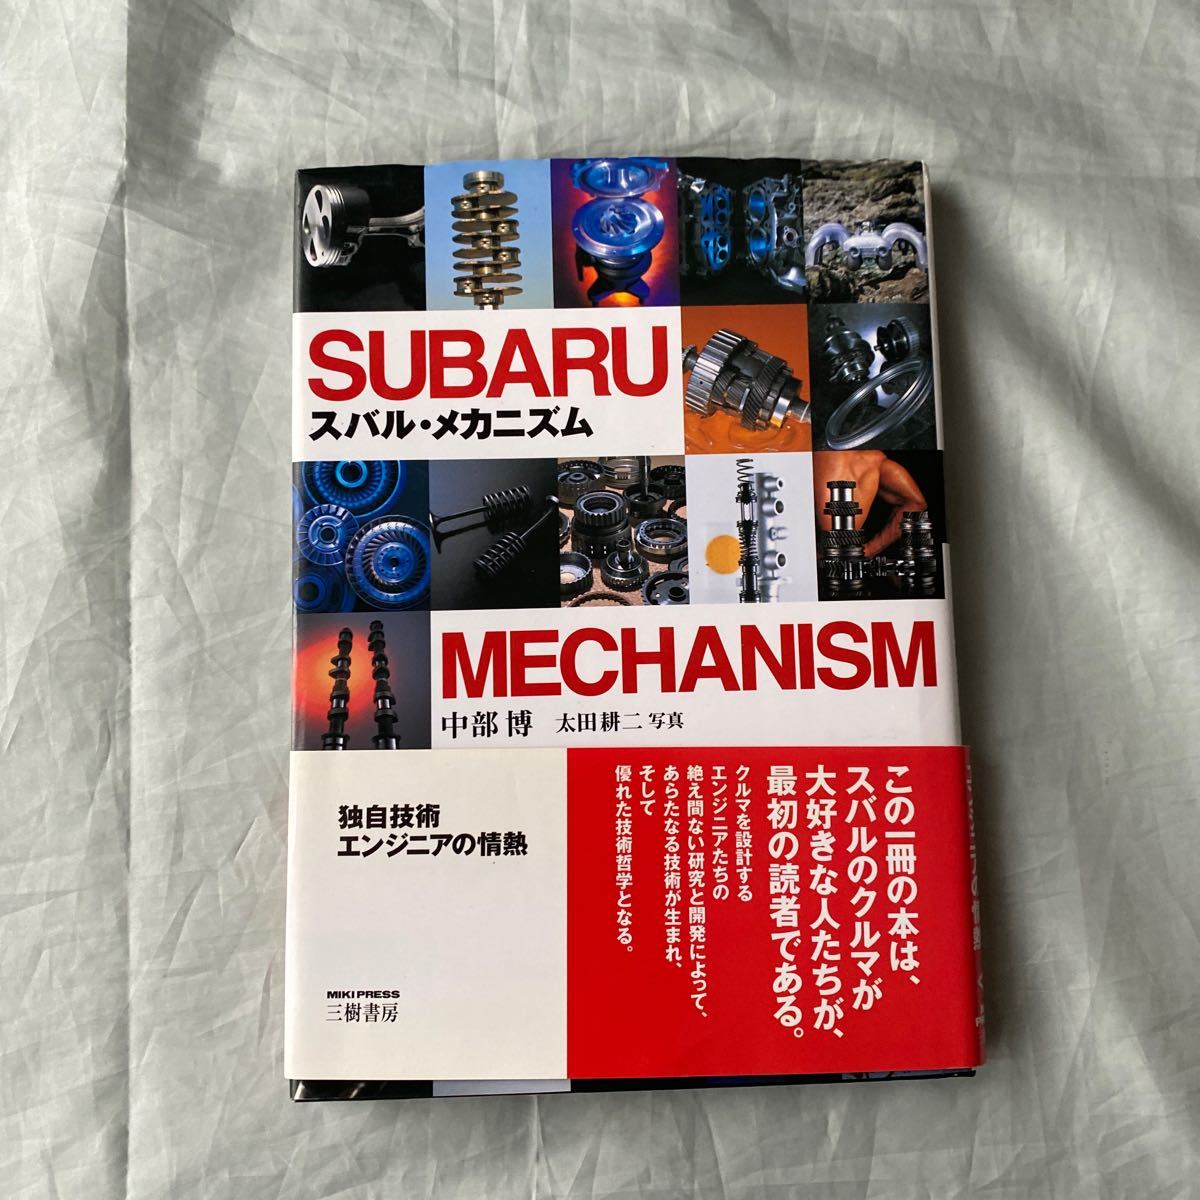 SUBARU
スバル・メカニズム
MECHANISM
中部 博 太田耕二 写真
この一冊の本は、
スバルのクルマが
大好きな人たちが、
最初の読者である。
クルマを設計する
エンジニアたちの
絶え間ない研究と開発によって、
あらたなる技術が生まれ、
そして
優れた技術哲学となる。
独自技術
エンジニアの情熱
MIKI PRESS
三樹書房